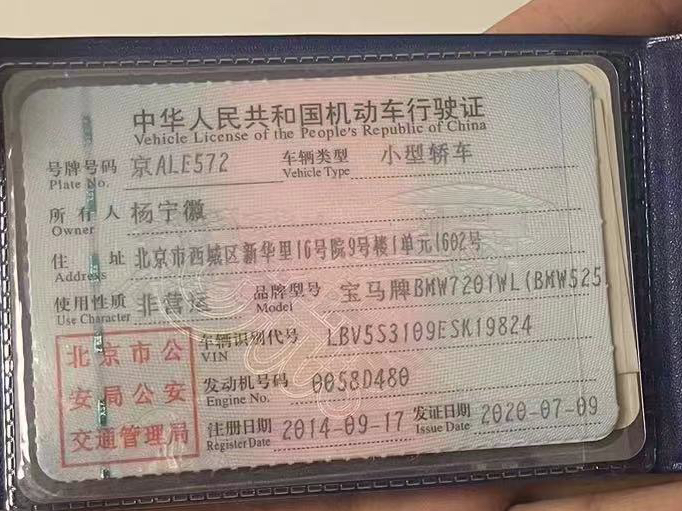 中华人民共和国机动车行驶证
Vehicle License of the People's Republic of China
号牌号码 京ALE572 车辆类型 小型轿车
Plate No. Vehicle Type
所有人 杨宁徽
Owner
住址 北京市西城区新华里16号院9号楼1单元1602号
Address
使用性质 非营运 品牌型号 宝马牌BMW7201WL(BMW525
Use Character Model
北京市公安局公安交通管理局
车辆识别代号 LBV5S3109ESK19824
VIN
发动机号码 0058D480
Engine No.
注册日期 2014-09-17 发证日期 2020-07-09
Register Date Issue Date